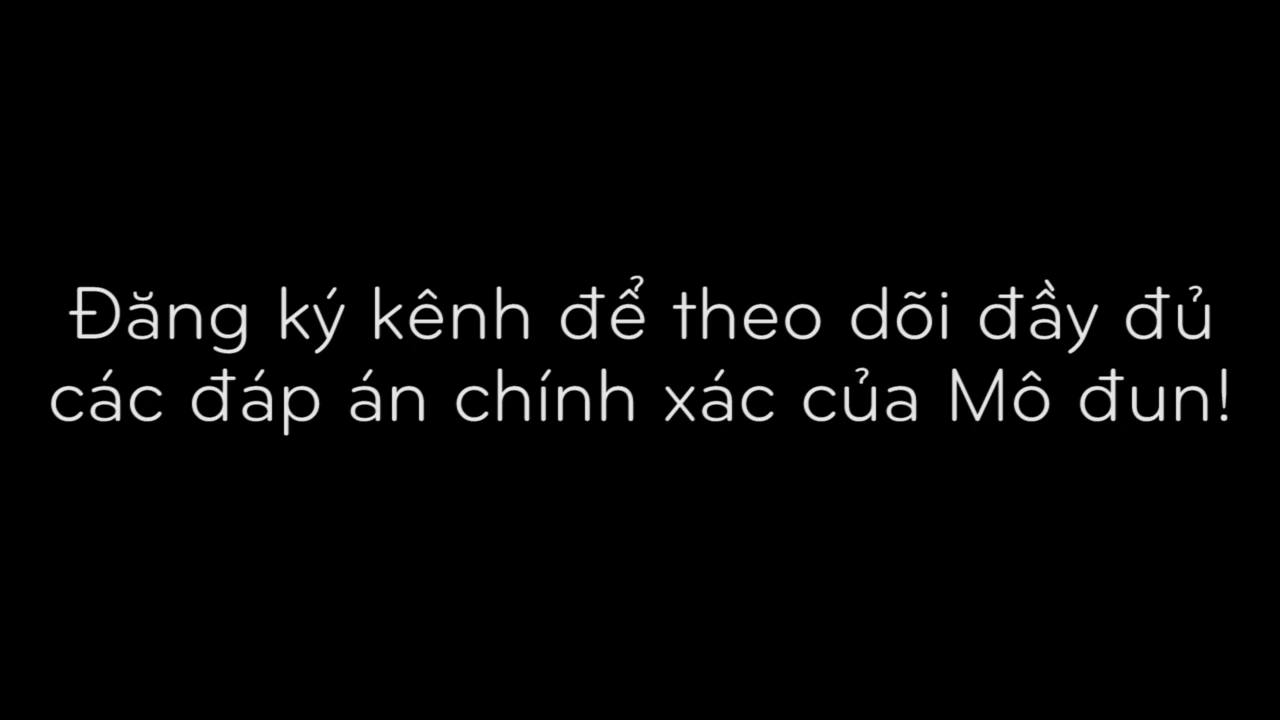 Đăng ký kênh để theo dõi đầy đủ
các đáp án chính xác của Mô đun!